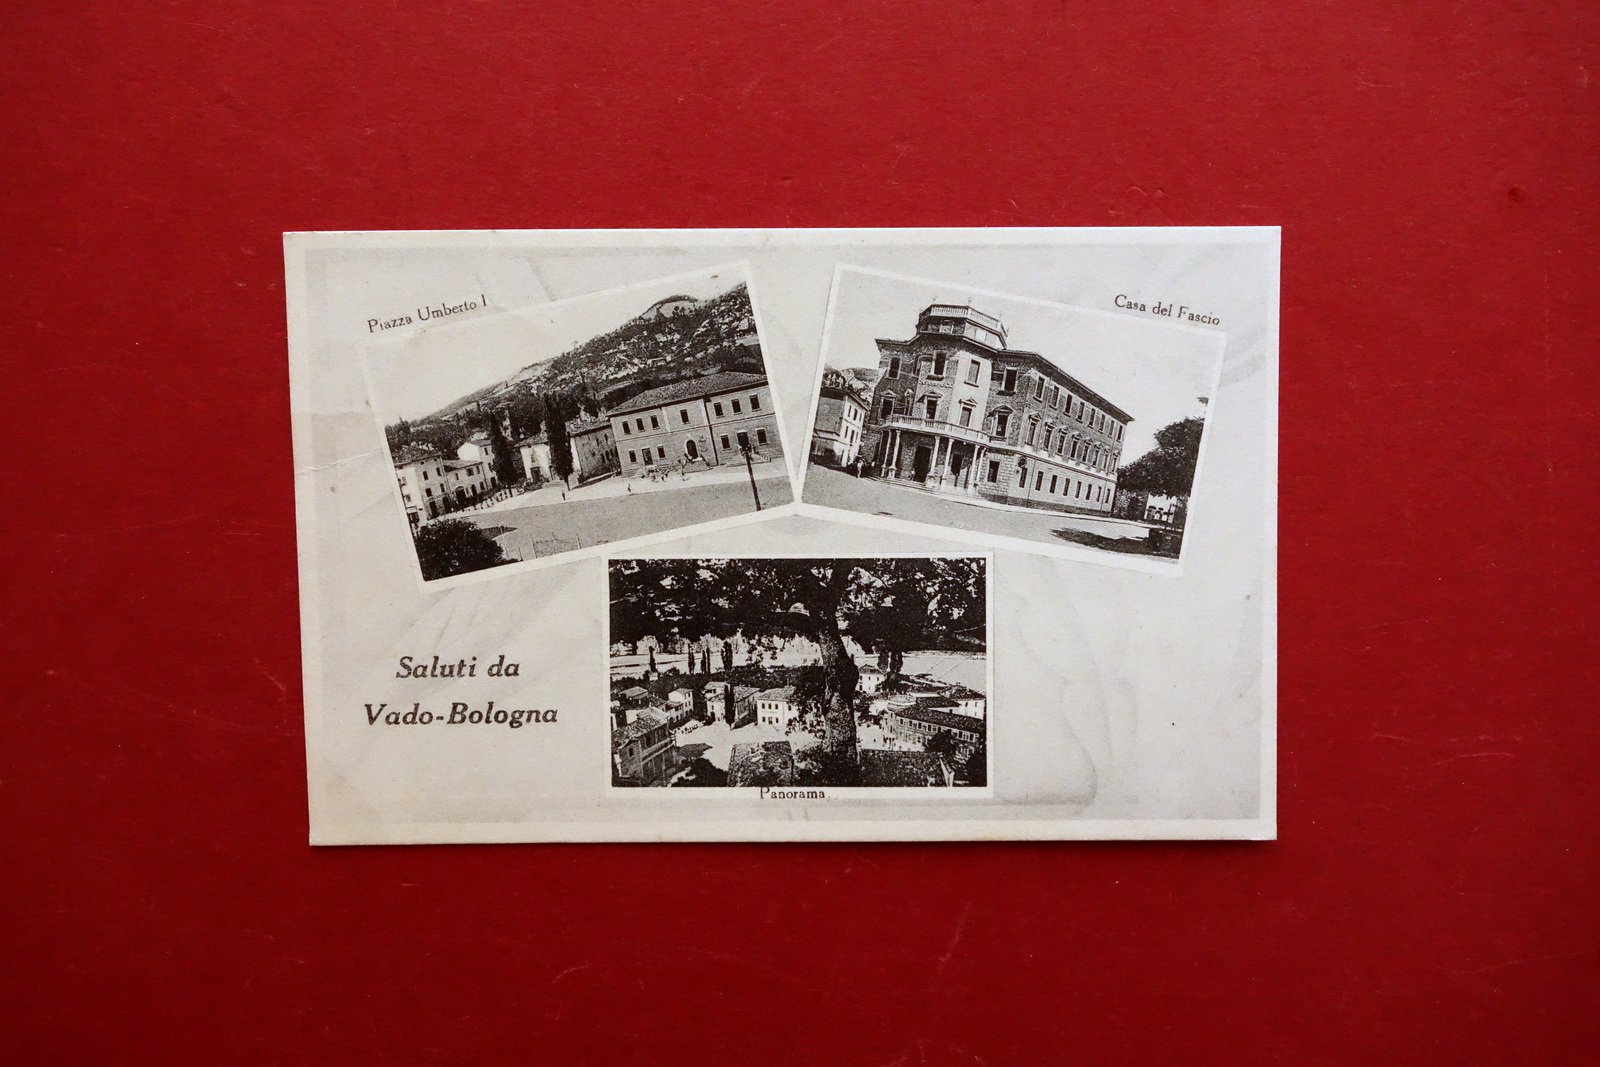 Piazza Umberto I
Casa del Fascio
Saluti da
Vado-Bologna
Panorama